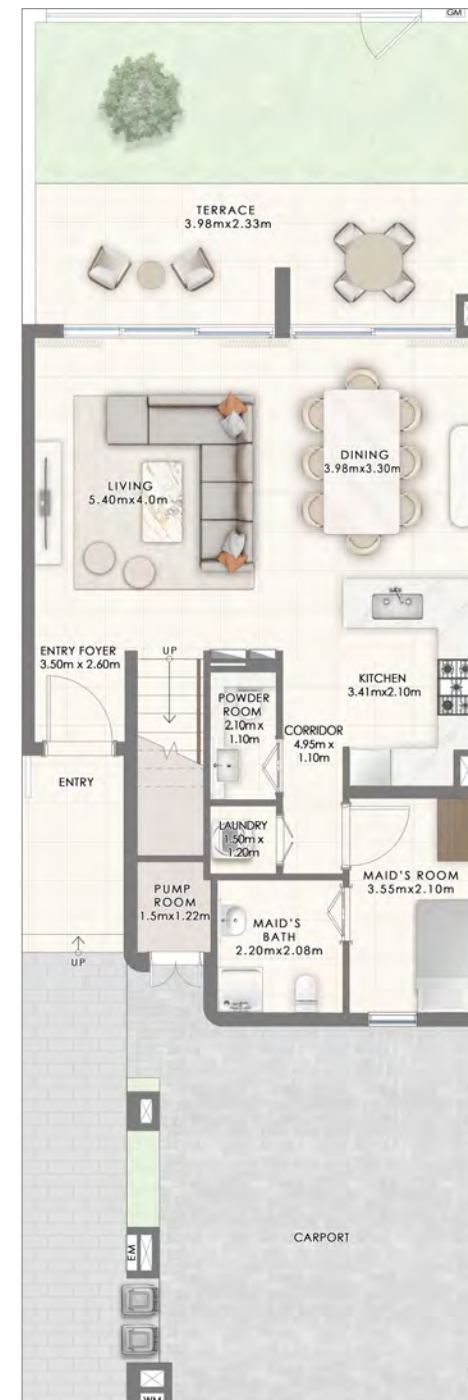 GM
TERRACE
3.98mx2.33m
LIVING
5.40mx4.0m
DINING
3.98mx3.30m
ENTRY FOYER
3.50m x 2.60m
UP
KITCHEN
3.41mx2.10m
POWDER
ROOM
2.10m x
1.10m
CORRIDOR
4.95m x
1.10m
ENTRY
LAUNDRY
1.50m x
1.20m
MAID'S ROOM
3.55mx2.10m
PUMP
ROOM
1.5mx1.22m
MAID'S
BATH
2.20mx2.08m
UP
CARPORT
EM
WM